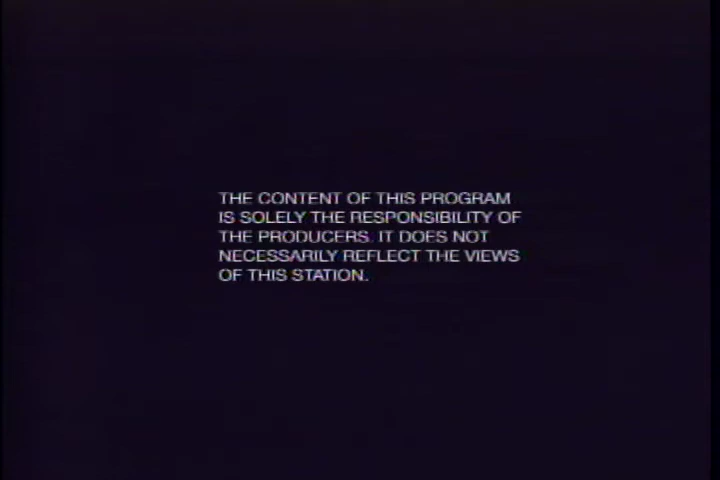 THE CONTENT OF THIS PROGRAM
IS SOLELY THE RESPONSIBILITY OF
THE PRODUCERS. IT DOES NOT
NECESSARILY REFLECT THE VIEWS
OF THIS STATION.